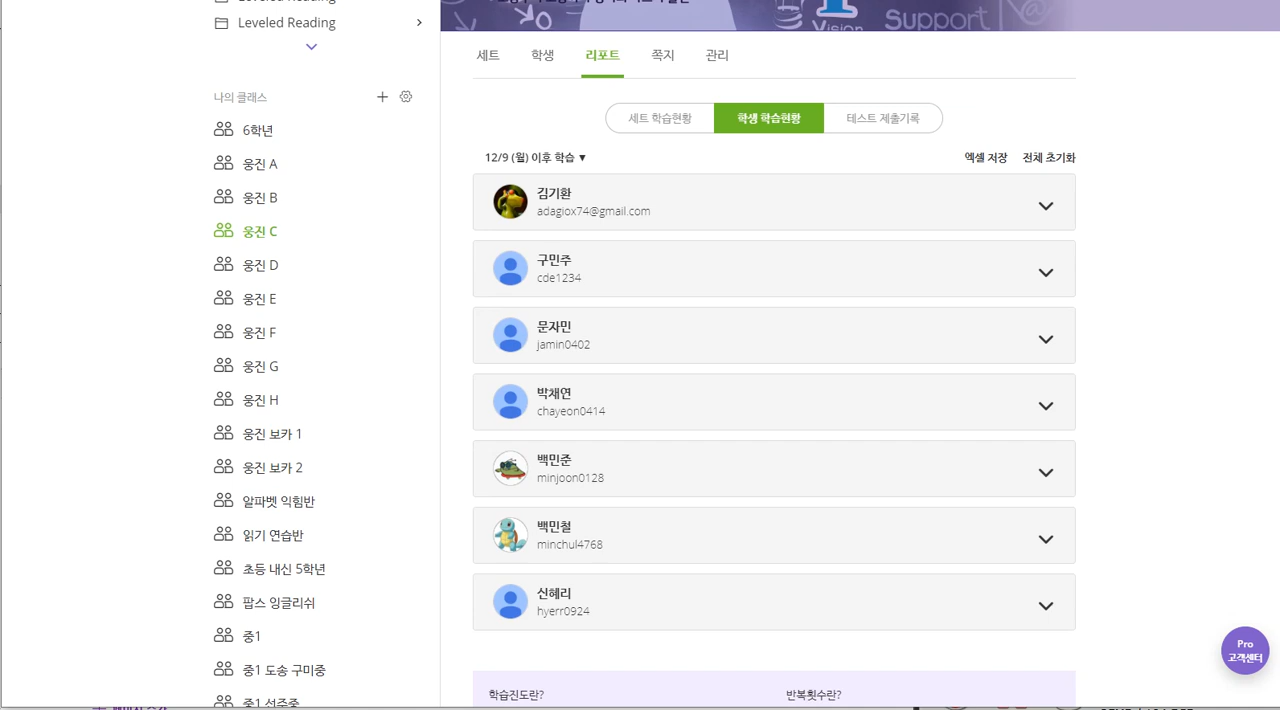 Leveled Reading
Leveled Reading
나의 클래스
6학년
웅진 A
웅진 B
웅진 C
웅진 D
웅진 E
웅진 F
웅진 G
웅진 H
웅진 보카 1
웅진 보카 2
알파벳 익힘반
읽기 연습반
초등 내신 5학년
팝스 잉글리쉬
중1
중1 도송 구미중
중1 선주중
Vision
Support
세트 학생 리포트 쪽지 관리
세트 학습현황 학생 학습현황 테스트 제출기록
12/9 (월) 이후 학습 ▼ 엑셀 저장 전체 초기화
김기환
adagiox74@gmail.com
구민주
cde1234
문자민
jamin0402
박채연
chayeon0414
백민준
minjoon0128
백민철
minchul4768
신혜리
hyerr0924
학습진도란? 반복횟수란?
Pro
고객센터